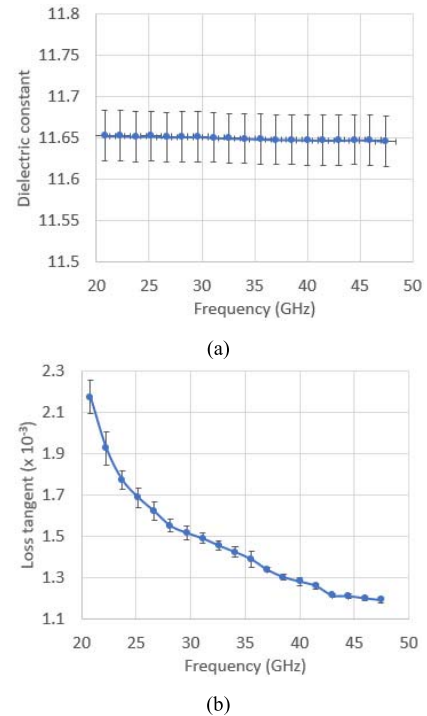 11.8
11.75
11.7
11.65
11.6
11.55
11.5
Dielectric constant
20 25 30 35 40 45 50
Frequency (GHz)
(a)
2.3
2.1
1.9
1.7
1.5
1.3
1.1
Loss tangent (x 10⁻³)
20 25 30 35 40 45 50
Frequency (GHz)
(b)